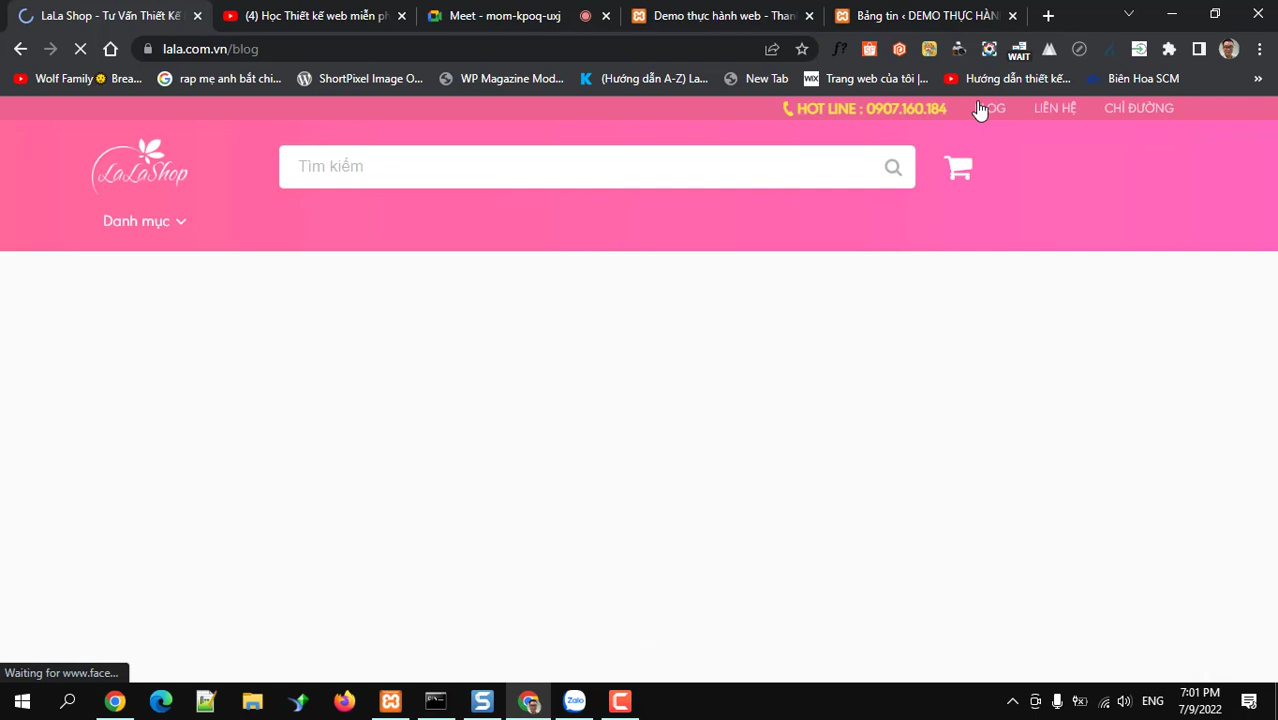 LaLa Shop - Tư Vấn Thiết Kế
(4) Học Thiết kế web miễn ph
Meet - mom-kpoq-uxj
Demo thực hành web - Than
Bảng tin ‹ DEMO THỰC HÀN
lala.com.vn/blog
WAIT
Wolf Family😗 Brea...
rap mẹ anh bắt chi...
ShortPixel Image O...
WP Magazine Mod...
(Hướng dẫn A-Z) La...
New Tab
WIX
Trang web của tôi |...
Hướng dẫn thiết kế...
Biên Hoa SCM
»
HOT LINE : 0907.160.184
LIÊN HỆ
CHỈ ĐƯỜNG
LaLaShop
Tìm kiếm
Danh mục
Waiting for www.face...
Zalo
ENG
7:01 PM
7/9/2022